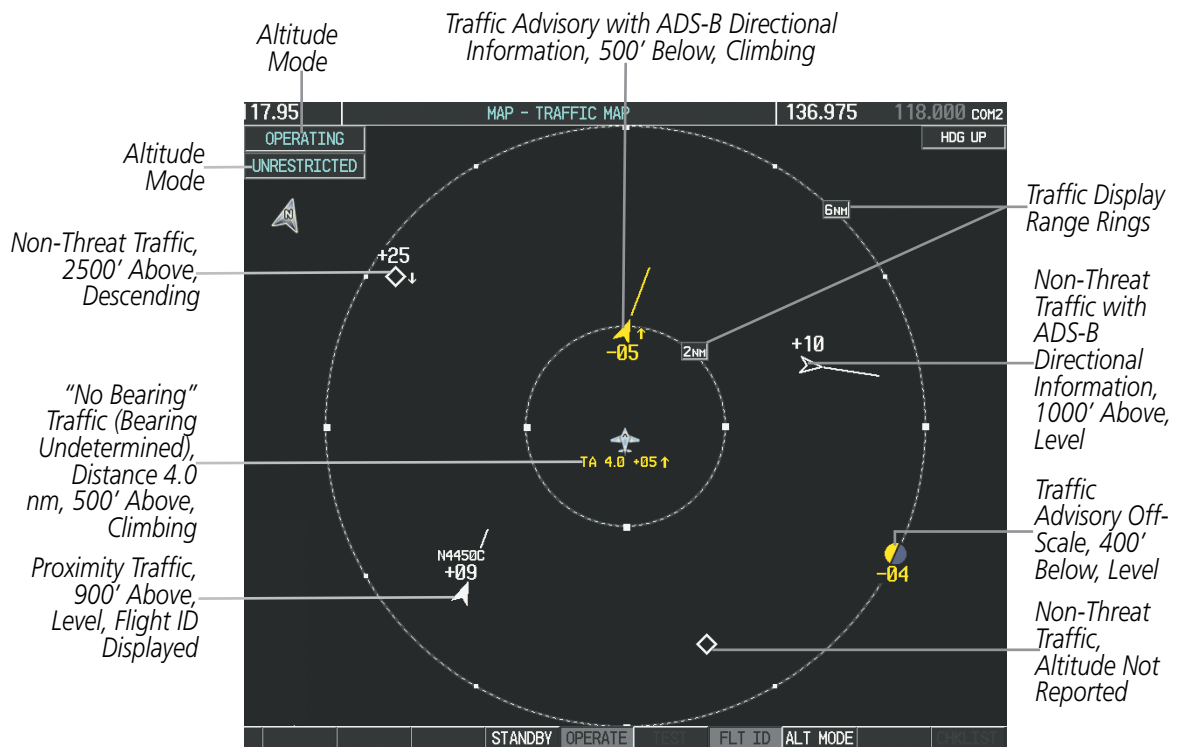 Altitude
Mode
Traffic Advisory with ADS-B Directional
Information, 500’ Below, Climbing
117.95
MAP - TRAFFIC MAP
136.975
118.000 COM2
OPERATING
HDG UP
Altitude
Mode
UNRESTRICTED
N
6NM
Traffic Display
Range Rings
Non-Threat Traffic,
2500’ Above,
Descending
+25
↓
Non-Threat
Traffic with
ADS-B
Directional
Information,
1000’ Above,
Level
↑
-05
2NM
+10
“No Bearing”
Traffic (Bearing
Undetermined),
Distance 4.0
nm, 500’ Above,
Climbing
TA 4.0 +05↑
Traffic
Advisory Off-
Scale, 400’
Below, Level
-04
Proximity Traffic,
900’ Above,
Level, Flight ID
Displayed
N4450C
+09
Non-Threat
Traffic,
Altitude Not
Reported
STANDBY OPERATE TEST FLT ID ALT MODE CHKLIST